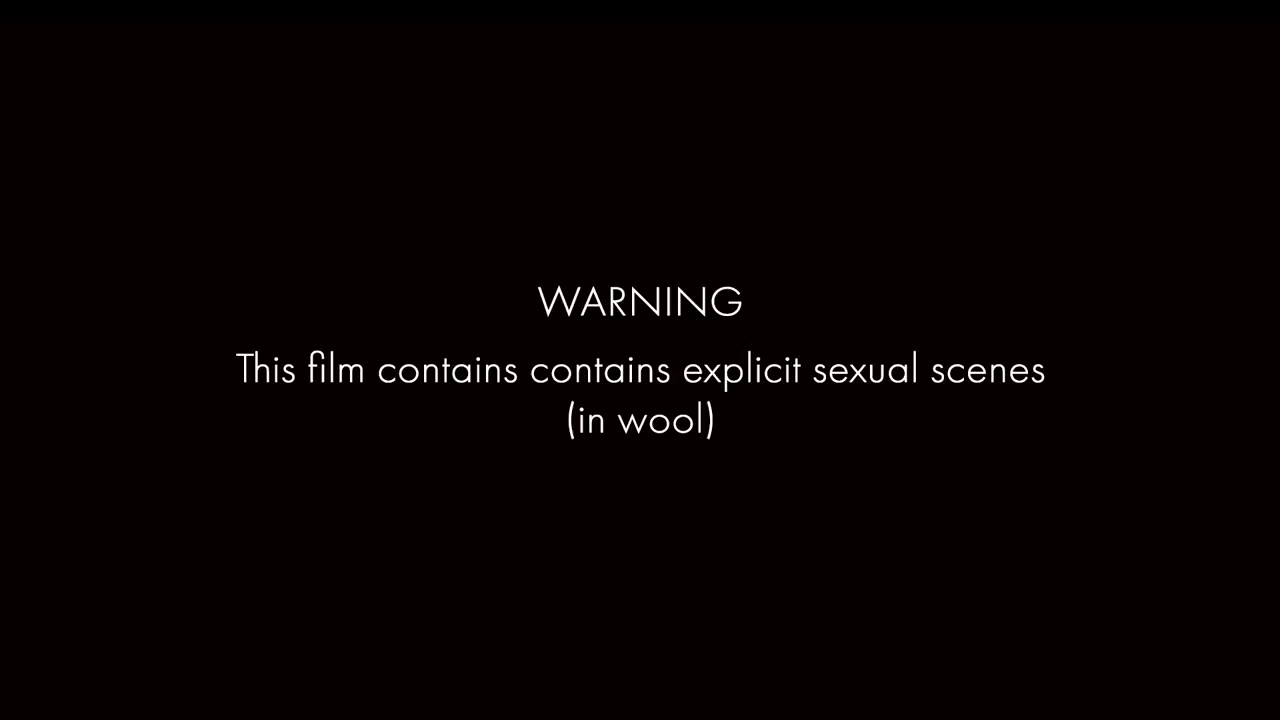 WARNING
This film contains contains explicit sexual scenes
(in wool)